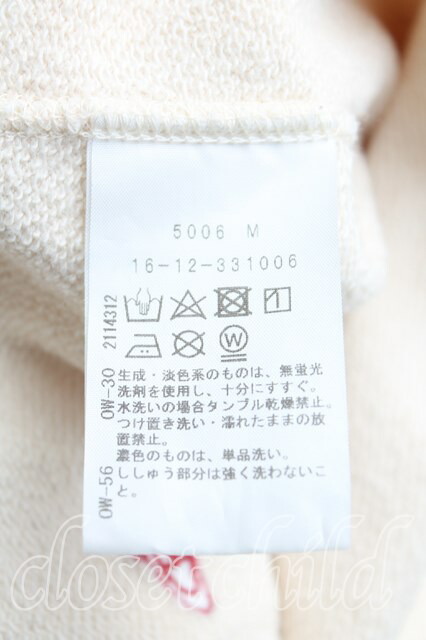 5006 M
16-12-331006
W
2114312
OW-30
OW-56
生成・淡色系のものは、無蛍光
洗剤を使用し、十分にすすぐ。
水洗いの場合タンブル乾燥禁止。
つけ置き洗い・濡れたままの放
置禁止。
濃色のものは、単品洗い。
ししゅう部分は強く洗わないこ
と。
closet child